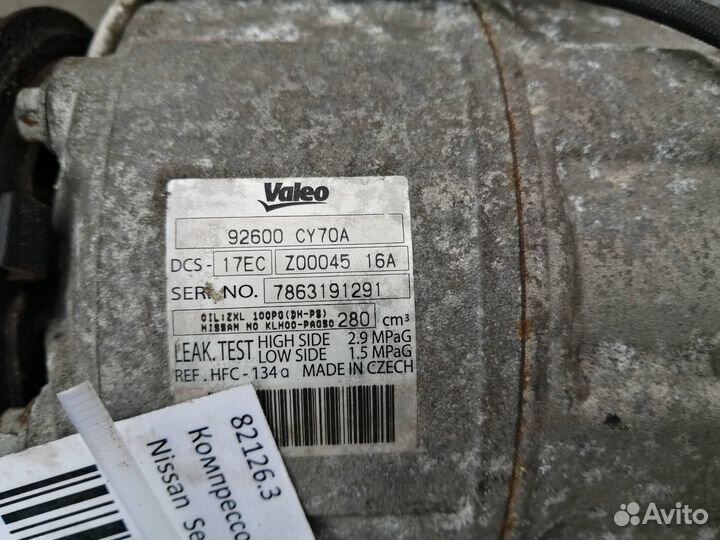 Valeo
92600 CY70A
DCS - 17EC Z00045 16A
SER. NO. 7863191291
OIL:ZXL 100PG(DH-PS)
NISSAN NO KLH00-PAGS0 280 cm³
LEAK. TEST HIGH SIDE 2.9 MPaG
LOW SIDE 1.5 MPaG
REF. HFC - 134a MADE IN CZECH
82126.3
Компрессо
Nissan Se
Avito